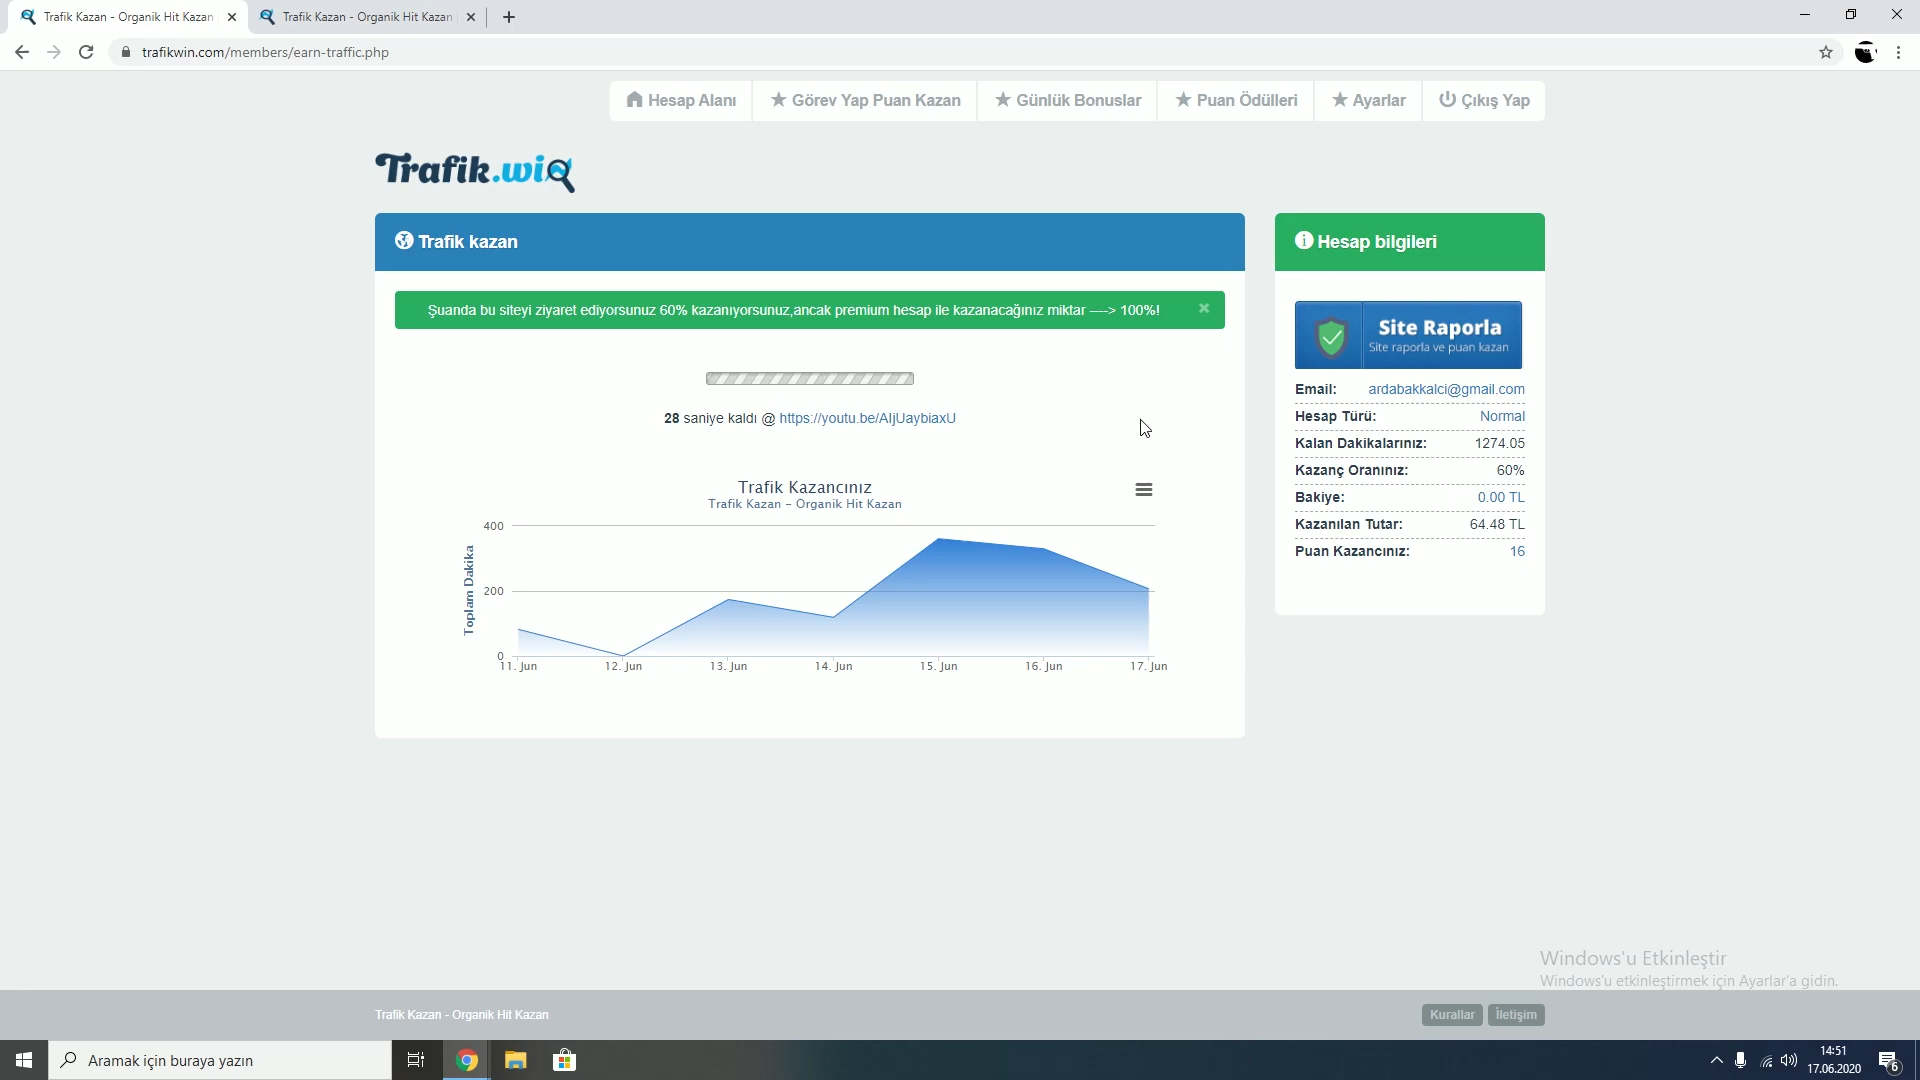 Trafik Kazan - Organik Hit Kazan
Trafik Kazan - Organik Hit Kazan
trafikwin.com/members/earn-traffic.php
Hesap Alanı
Görev Yap Puan Kazan
Günlük Bonuslar
Puan Ödülleri
Ayarlar
Çıkış Yap
Trafik.win
Trafik kazan
Şuanda bu siteyi ziyaret ediyorsunuz 60% kazanıyorsunuz,ancak premium hesap ile kazanacağınız miktar ----> 100%!
28 saniye kaldı @ https://youtu.be/AljUaybiaxU
Trafik Kazancınız
Trafik Kazan - Organik Hit Kazan
Toplam Dakika
400
200
0
11. Jun 12. Jun 13. Jun 14. Jun 15. Jun 16. Jun 17. Jun
Hesap bilgileri
Site Raporla
Site raporla ve puan kazan
Email: ardabakkalci@gmail.com
Hesap Türü: Normal
Kalan Dakikalarınız: 1274.05
Kazanç Oranınız: 60%
Bakiye: 0.00 TL
Kazanılan Tutar: 64.48 TL
Puan Kazancınız: 16
Windows'u Etkinleştir
Windows'u etkinleştirmek için Ayarlar'a gidin.
Trafik Kazan - Organik Hit Kazan
Kurallar
İletişim
Aramak için buraya yazın
14:51
17.06.2020
6